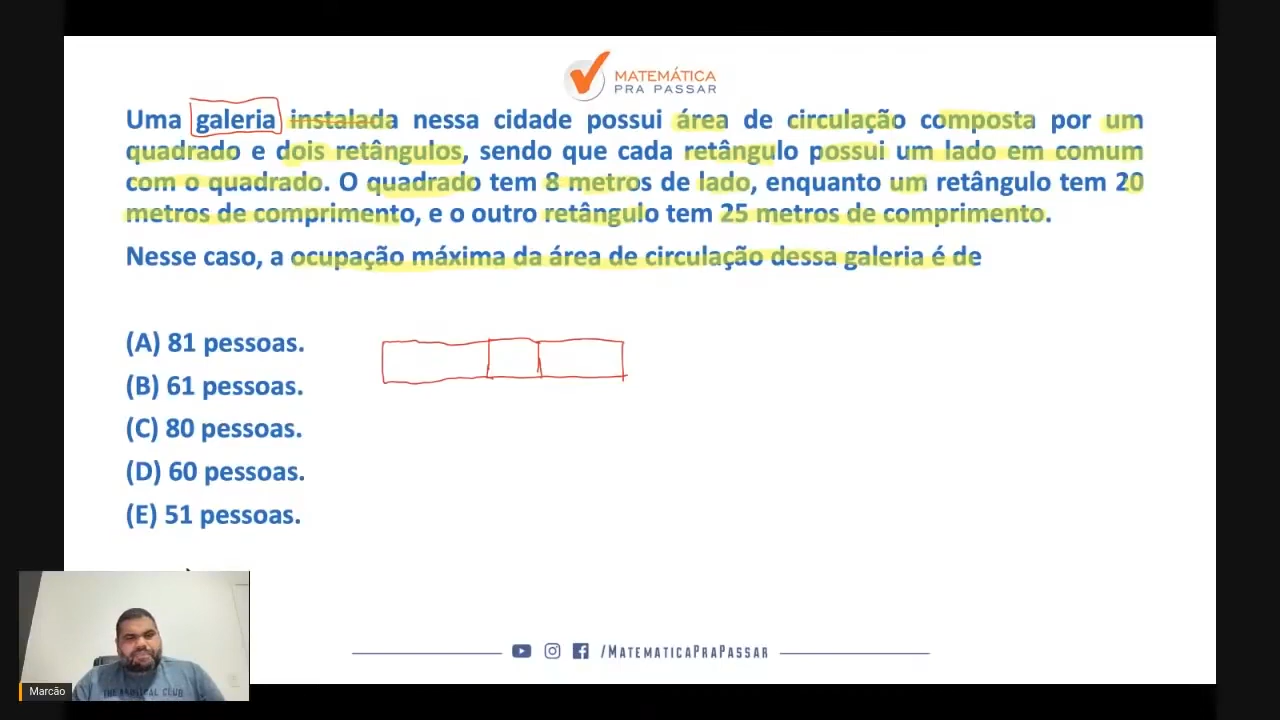 MATEMÁTICA
PRA PASSAR
Uma galeria instalada nessa cidade possui área de circulação composta por um
quadrado e dois retângulos, sendo que cada retângulo possui um lado em comum
com o quadrado. O quadrado tem 8 metros de lado, enquanto um retângulo tem 20
metros de comprimento, e o outro retângulo tem 25 metros de comprimento.
Nesse caso, a ocupação máxima da área de circulação dessa galeria é de
(A) 81 pessoas.
(B) 61 pessoas.
(C) 80 pessoas.
(D) 60 pessoas.
(E) 51 pessoas.
Marcão
/MATEMATICAPRAPASSAR